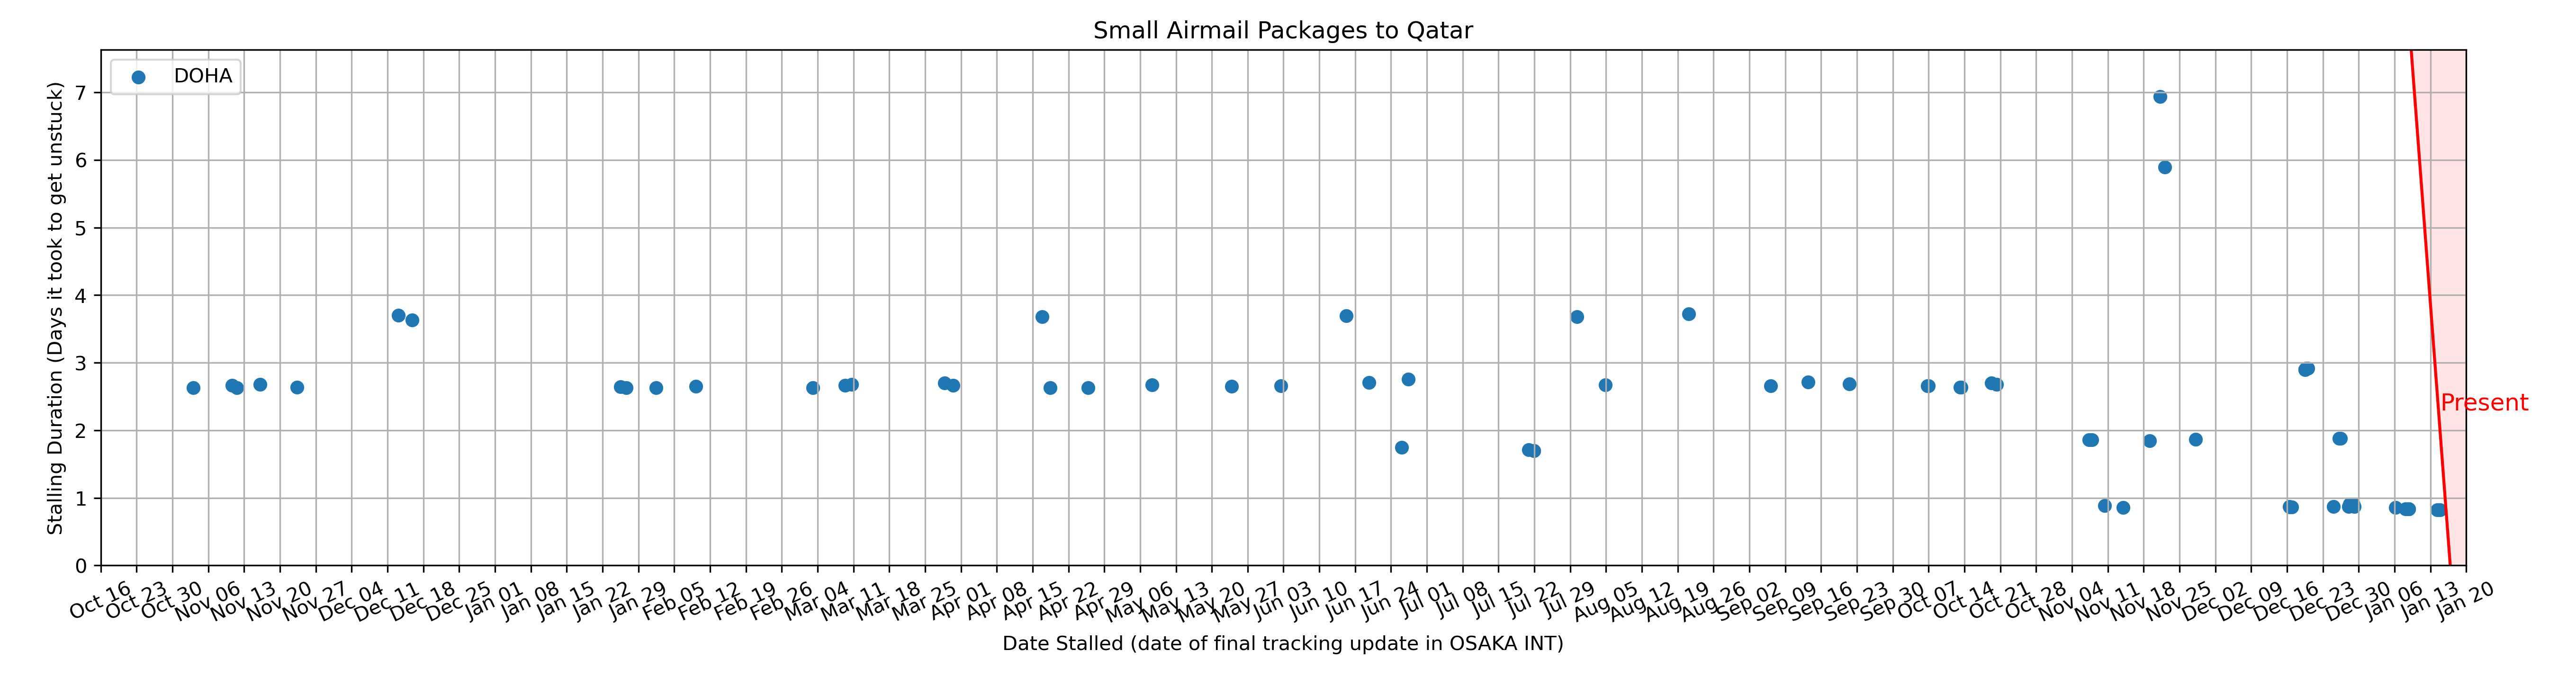 Small Airmail Packages to Qatar
DOHA
Stalling Duration (Days it took to get unstuck)
7
6
5
4
3
2
1
0
Present
Oct 16 Oct 23 Oct 30 Nov 06 Nov 13 Nov 20 Nov 27 Dec 04 Dec 11 Dec 18 Dec 25 Jan 01 Jan 08 Jan 15 Jan 22 Jan 29 Feb 05 Feb 12 Feb 19 Feb 26 Mar 04 Mar 11 Mar 18 Mar 25 Apr 01 Apr 08 Apr 15 Apr 22 Apr 29 May 06 May 13 May 20 May 27 Jun 03 Jun 10 Jun 17 Jun 24 Jul 01 Jul 08 Jul 15 Jul 22 Jul 29 Aug 05 Aug 12 Aug 19 Aug 26 Sep 02 Sep 09 Sep 16 Sep 23 Sep 30 Oct 07 Oct 14 Oct 21 Oct 28 Nov 04 Nov 11 Nov 18 Nov 25 Dec 02 Dec 09 Dec 16 Dec 23 Dec 30 Jan 06 Jan 13 Jan 20
Date Stalled (date of final tracking update in OSAKA INT)